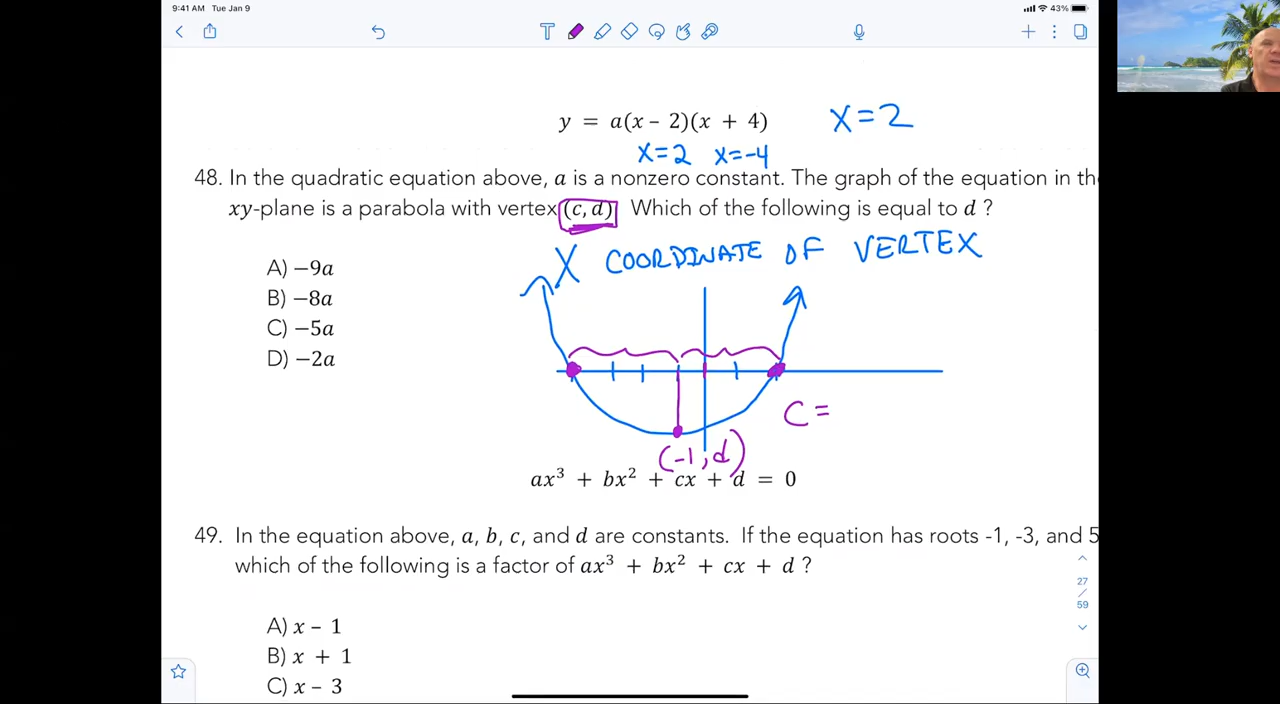 9:41 AM Tue Jan 9 43%
y = a(x − 2)(x + 4) X=2
X=2 X=-4
48. In the quadratic equation above, a is a nonzero constant. The graph of the equation in th
xy-plane is a parabola with vertex (c, d) Which of the following is equal to d ?
X COORDINATE OF VERTEX
A) −9a
B) −8a
C) −5a
D) −2a
C =
(-1, d)
ax³ + bx² + cx + d = 0
49. In the equation above, a, b, c, and d are constants. If the equation has roots -1, -3, and 5
which of the following is a factor of ax³ + bx² + cx + d ?
27
/
59
A) x − 1
B) x + 1
C) x − 3